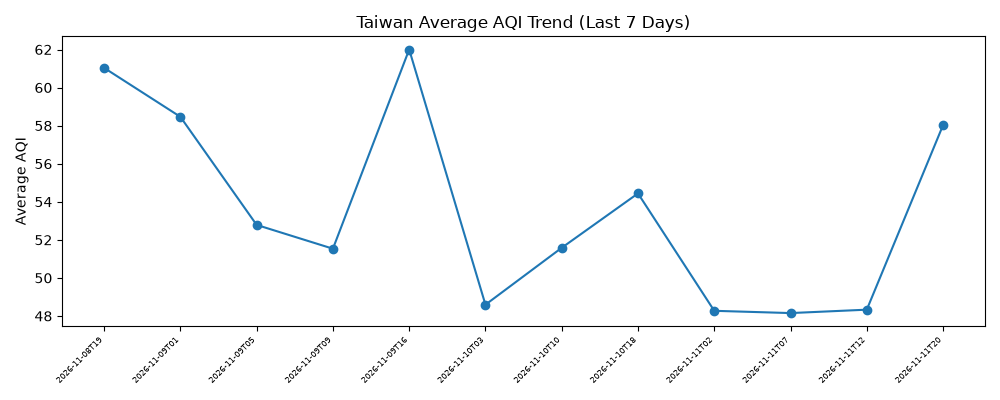 Taiwan Average AQI Trend (Last 7 Days)
Average AQI
62
60
58
56
54
52
50
48
2026-11-08T19
2026-11-09T01
2026-11-09T05
2026-11-09T09
2026-11-09T16
2026-11-10T03
2026-11-10T10
2026-11-10T18
2026-11-11T02
2026-11-11T07
2026-11-11T12
2026-11-11T20